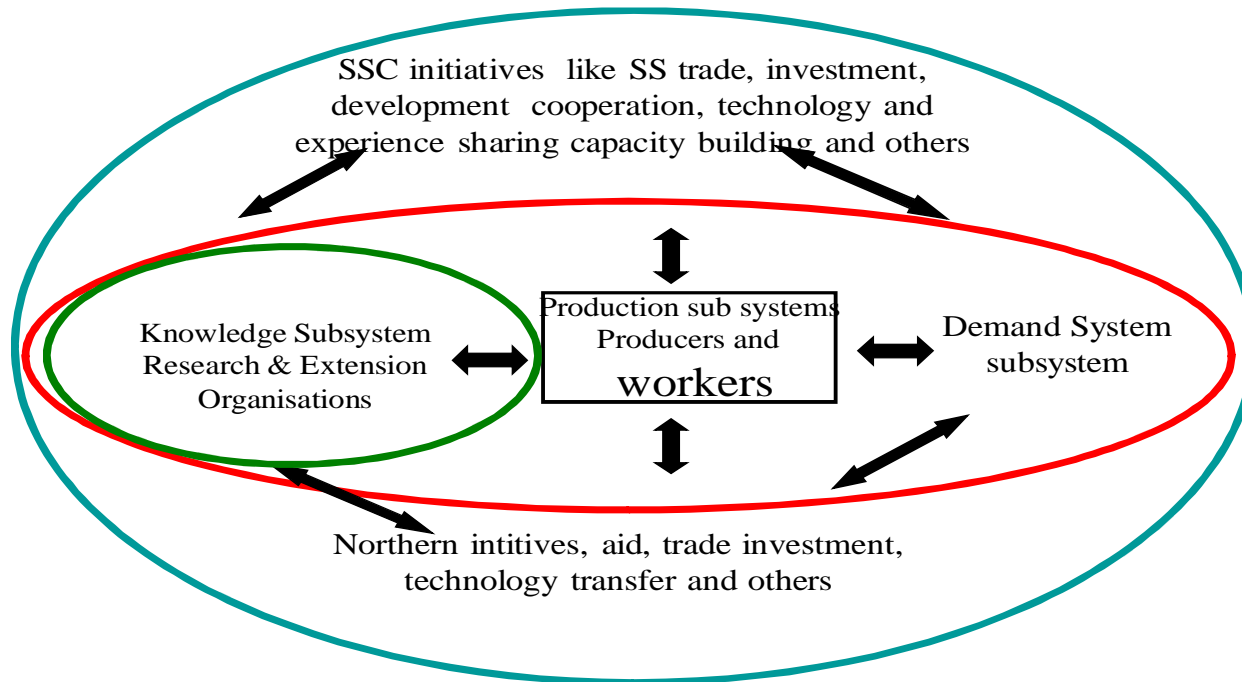 SSC initiatives like SS trade, investment,
development cooperation, technology and
experience sharing capacity building and others
Knowledge Subsystem
Research & Extension
Organisations
Production sub systems
Producers and
workers
Demand System
subsystem
Northern intitives, aid, trade investment,
technology transfer and others